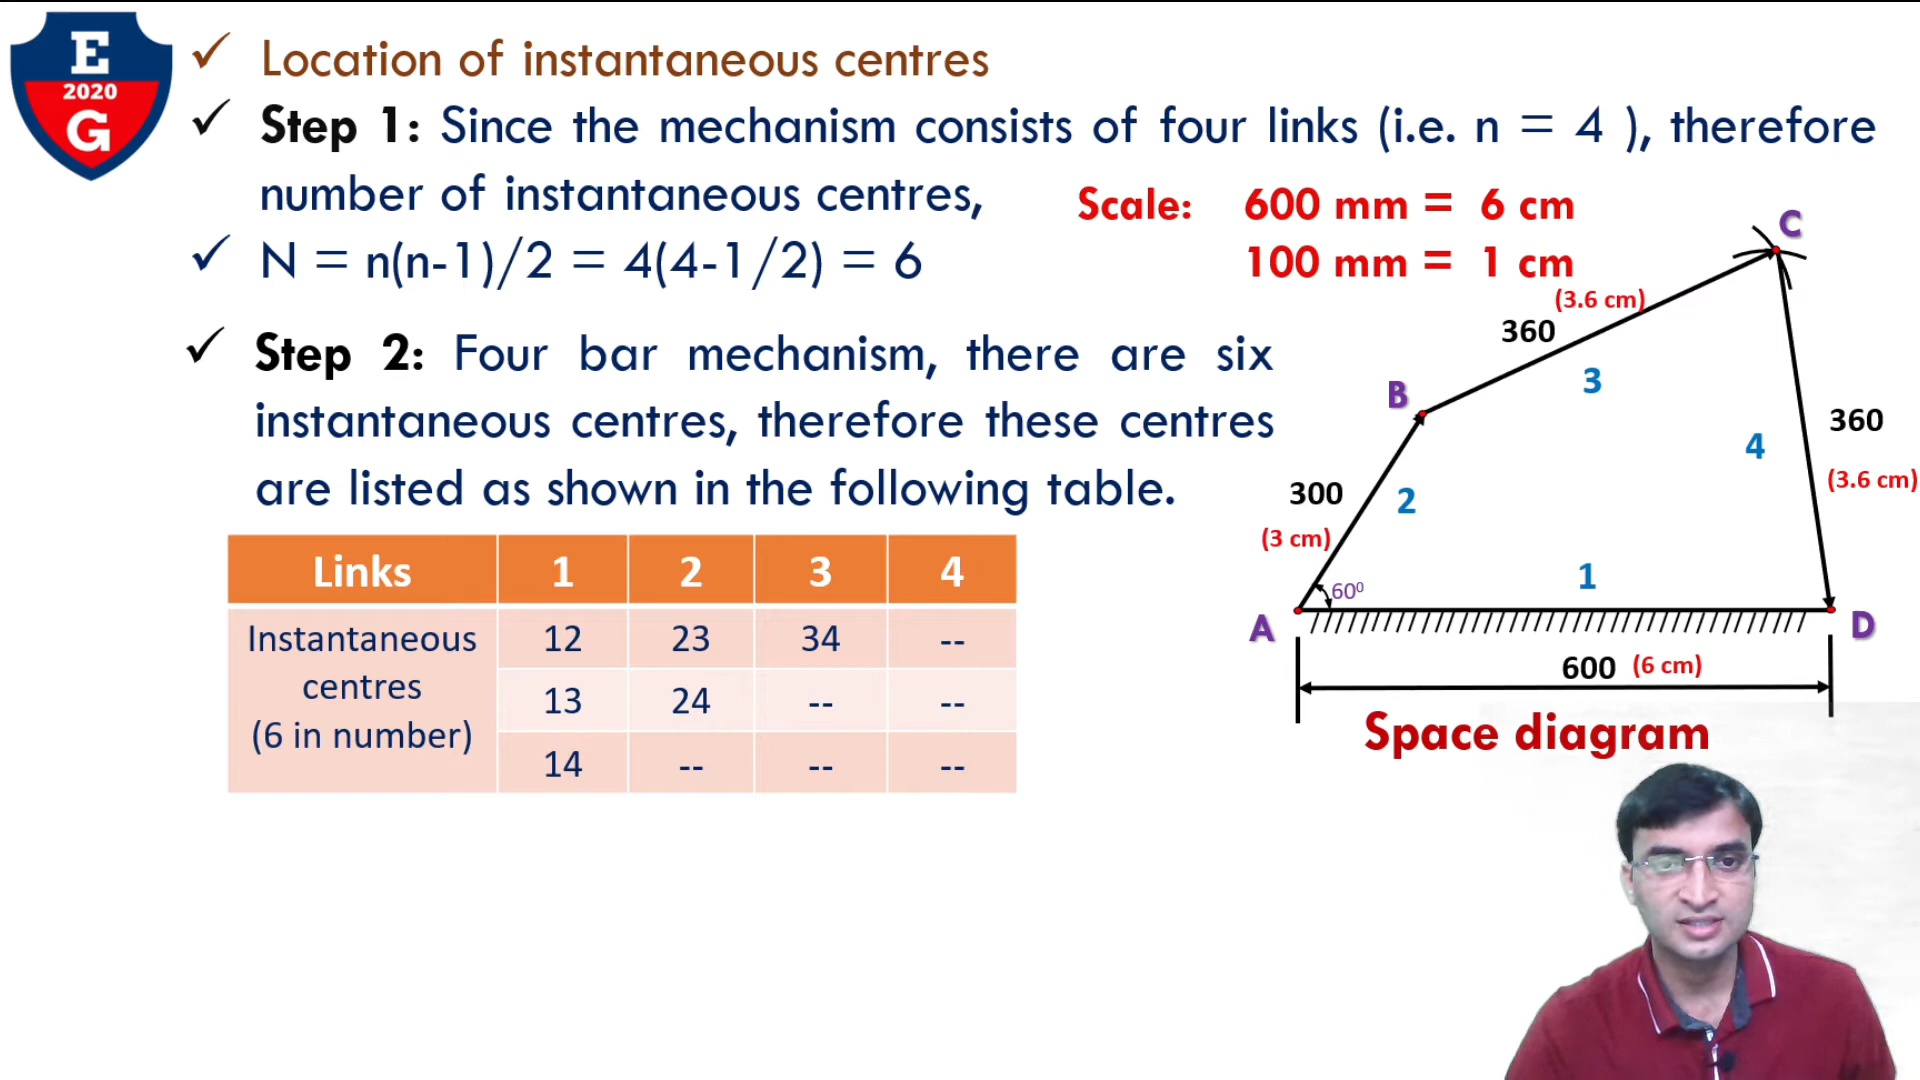 E
2020
G
✓ Location of instantaneous centres
✓ Step 1: Since the mechanism consists of four links (i.e. n = 4 ), therefore
number of instantaneous centres,
✓ N = n(n-1)/2 = 4(4-1/2) = 6
Scale: 600 mm = 6 cm
100 mm = 1 cm
✓ Step 2: Four bar mechanism, there are six
instantaneous centres, therefore these centres
are listed as shown in the following table.
Links 1 2 3 4
Instantaneous
centres
(6 in number)
12 23 34 --
13 24 -- --
14 -- -- --
C
(3.6 cm)
360
3
B
360
4
(3.6 cm)
300
2
(3 cm)
1
60⁰
A
D
600 (6 cm)
Space diagram